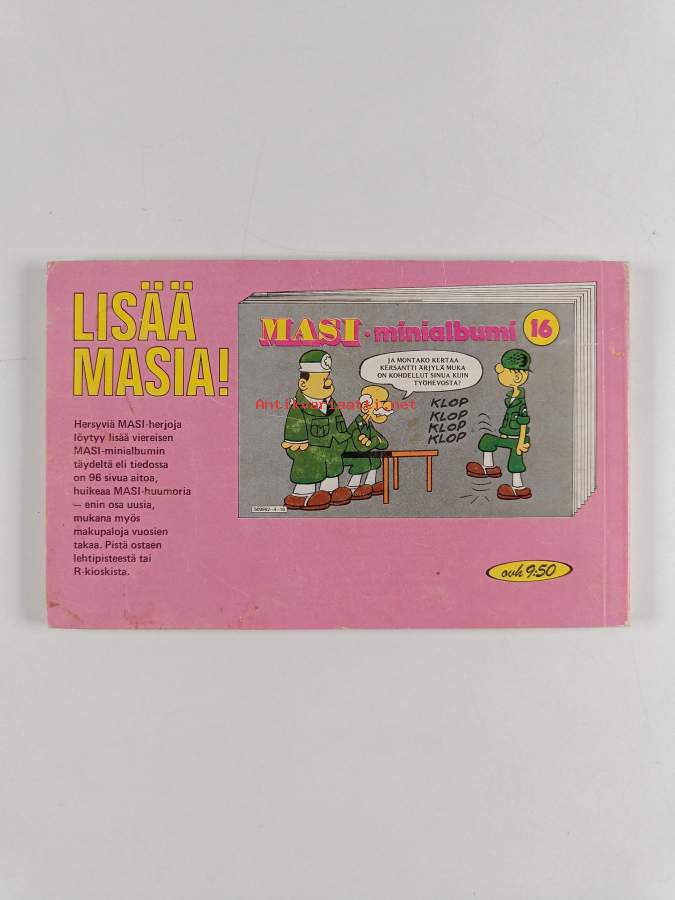 LISÄÄ
MASIA!
Hersyviä MASI-herjoja
löytyy lisää viereisen
MASI-minialbumin
täydeltä eli tiedossa
on 96 sivua aitoa,
huikeaa MASI-huumoria
— enin osa uusia,
mukana myös
makupaloja vuosien
takaa. Pistä ostaen
lehtipisteestä tai
R-kioskista.
MASI-minialbumi 16
JA MONTAKO KERTAA
KERSANTTI ÄRJYLÄ MUKA
ON KOHDELLUT SINUA KUIN
TYÖHEVOSTA?
KLOP
KLOP
KLOP
KLOP
Antikvariaatti.net
ovh 9:50